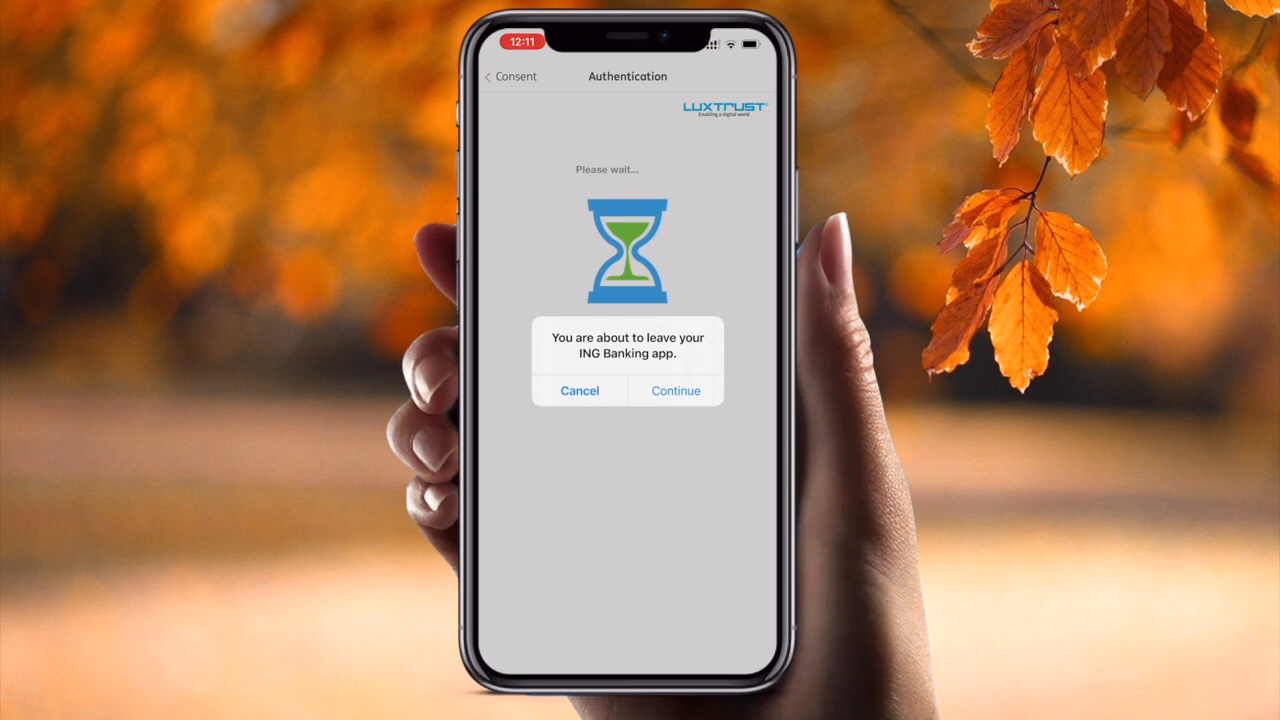 12:11
Consent
Authentication
LUXTRUST
Enabling a digital world
Please wait...
You are about to leave your
ING Banking app.
Cancel
Continue